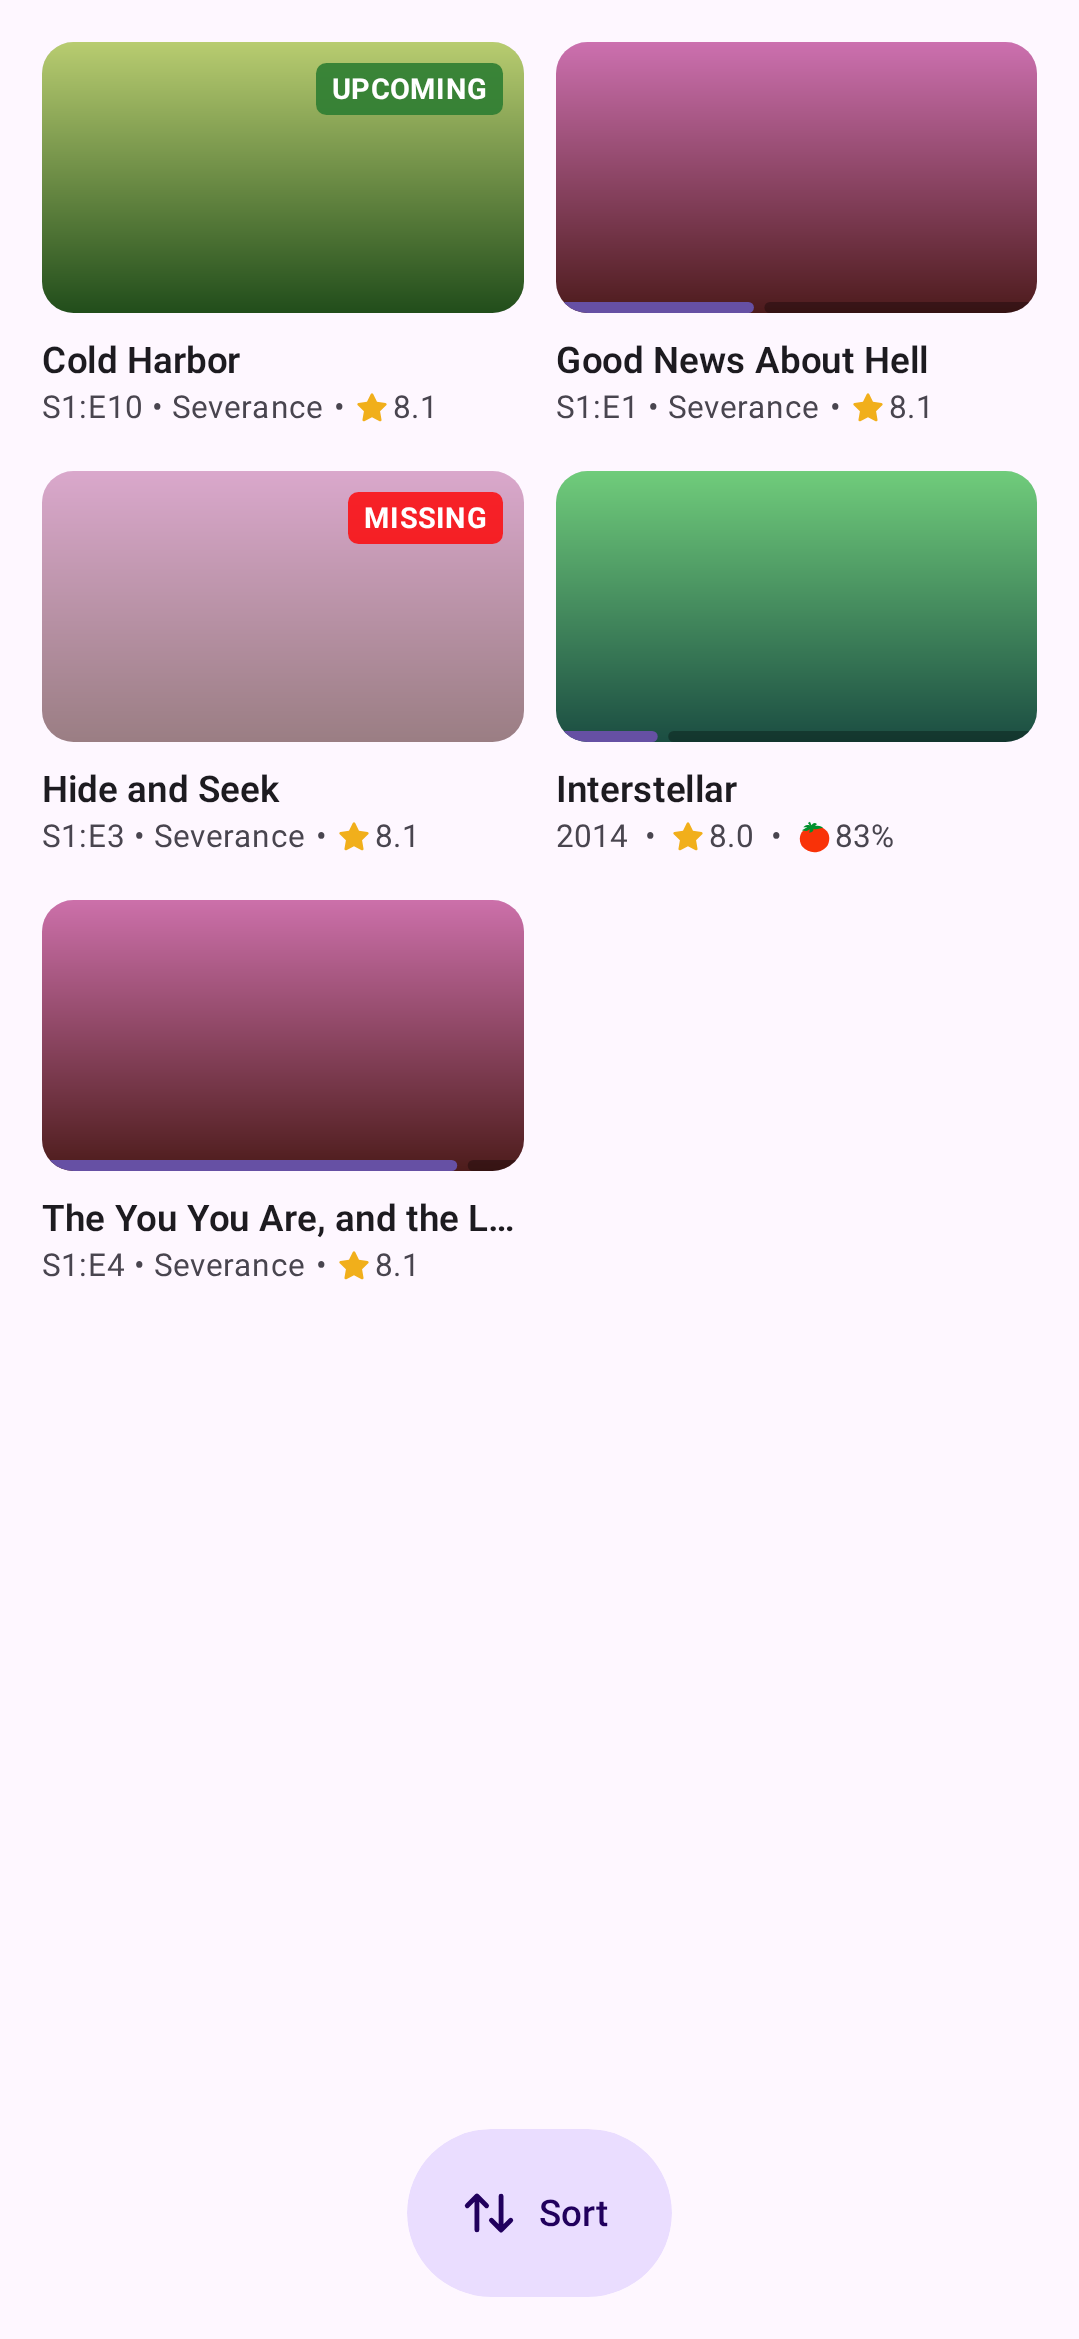 UPCOMING
Cold Harbor
S1:E10 • Severance • 8.1
Good News About Hell
S1:E1 • Severance • 8.1
MISSING
Hide and Seek
S1:E3 • Severance • 8.1
Interstellar
2014 • 8.0 • 83%
The You You Are, and the L...
S1:E4 • Severance • 8.1
Sort